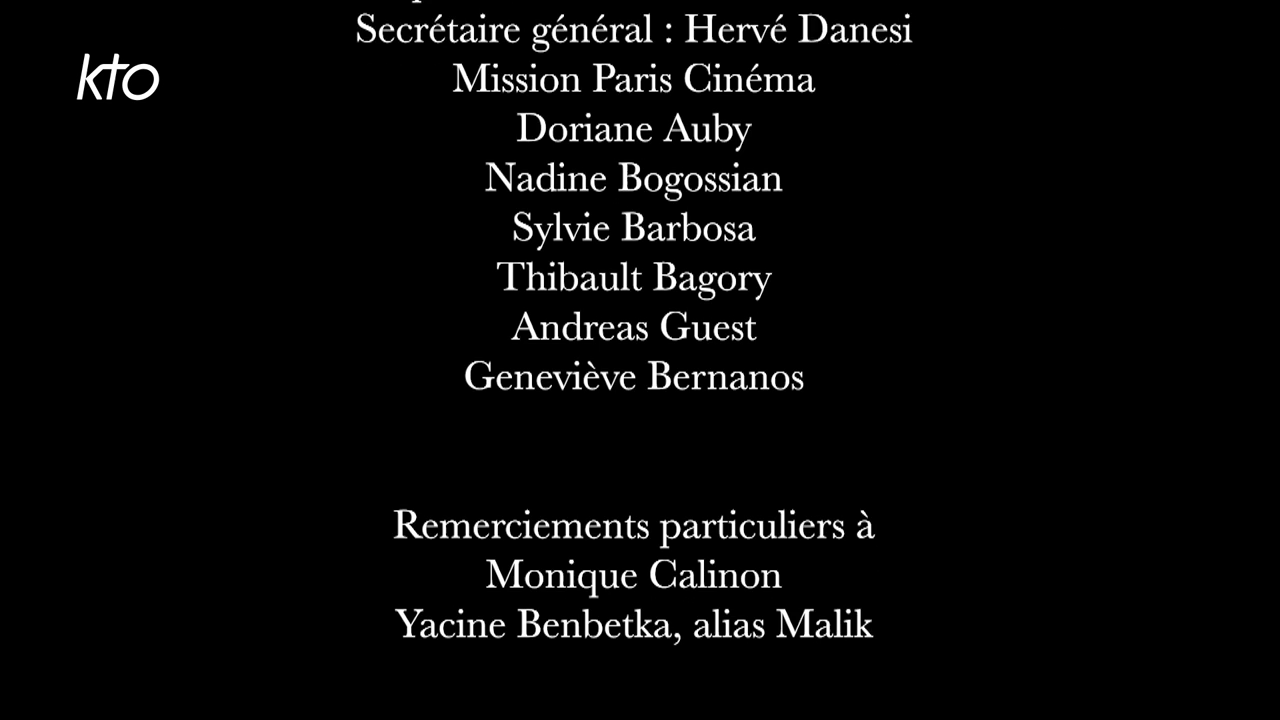 Secrétaire général : Hervé Danesi
kto
Mission Paris Cinéma
Doriane Auby
Nadine Bogossian
Sylvie Barbosa
Thibault Bagory
Andreas Guest
Geneviève Bernanos
Remerciements particuliers à
Monique Calinon
Yacine Benbetka, alias Malik